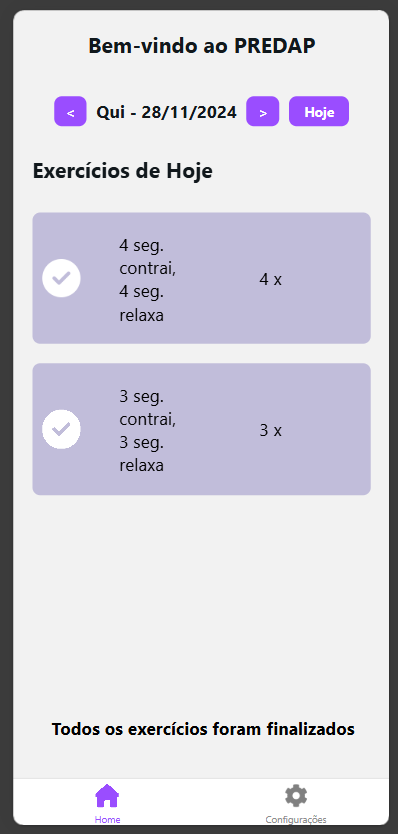 Bem-vindo ao PREDAP
< Qui - 28/11/2024 > Hoje
Exercícios de Hoje
4 seg.
contrai,
4 seg.
relaxa
4 x
3 seg.
contrai,
3 seg.
relaxa
3 x
Todos os exercícios foram finalizados
Home
Configurações